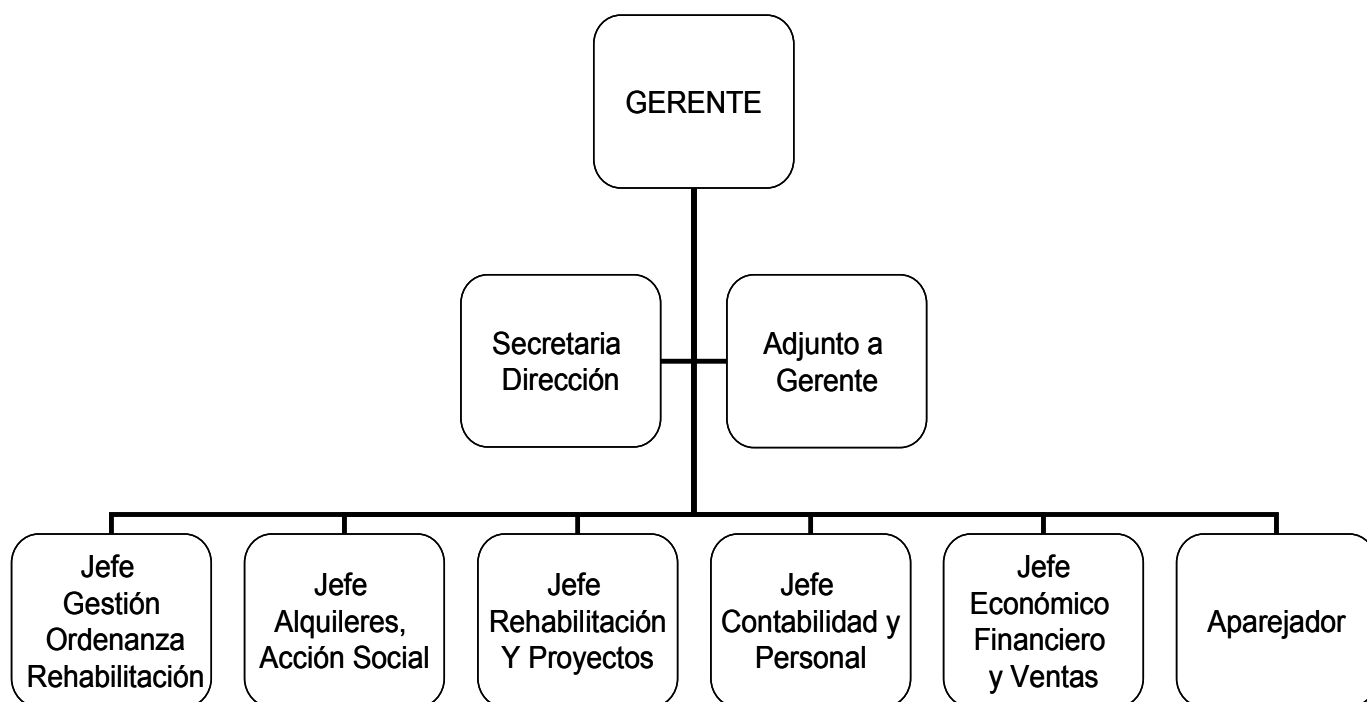 GERENTE
Secretaria
Dirección
Adjunto a
Gerente
Jefe
Gestión
Ordenanza
Rehabilitación
Jefe
Alquileres,
Acción Social
Jefe
Rehabilitación
Y Proyectos
Jefe
Contabilidad y
Personal
Jefe
Económico
Financiero
y Ventas
Aparejador